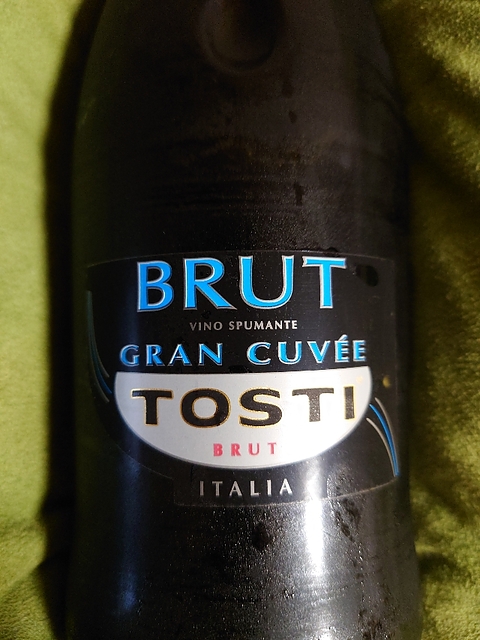 BRUT
VINO SPUMANTE
GRAN CUVÉE
TOSTI
BRUT
ITALIA